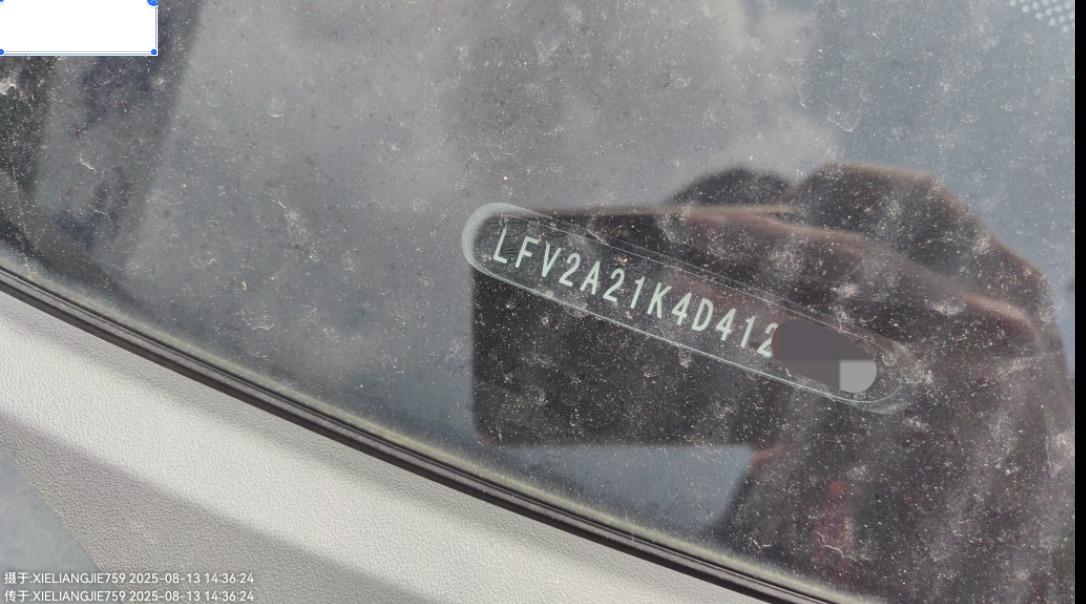 LFV2A21K4D412
摄于:XIELIANGJIE759 2025-08-13 14:36:24
传于:XIELIANGJIE759 2025-08-13 14:36:24